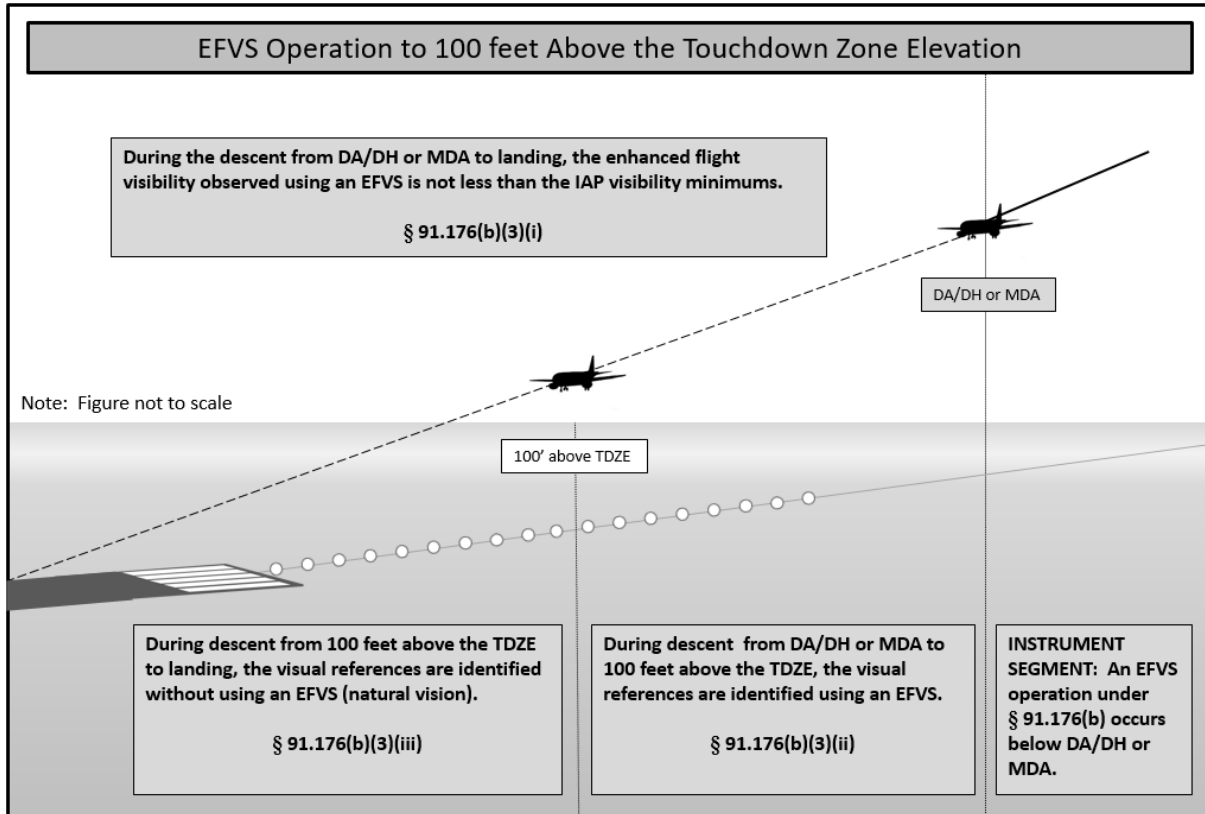 EFVS Operation to 100 feet Above the Touchdown Zone Elevation
During the descent from DA/DH or MDA to landing, the enhanced flight
visibility observed using an EFVS is not less than the IAP visibility minimums.
§ 91.176(b)(3)(i)
DA/DH or MDA
Note: Figure not to scale
100' above TDZE
During descent from 100 feet above the TDZE
to landing, the visual references are identified
without using an EFVS (natural vision).
§ 91.176(b)(3)(iii)
During descent from DA/DH or MDA to
100 feet above the TDZE, the visual
references are identified using an EFVS.
§ 91.176(b)(3)(ii)
INSTRUMENT
SEGMENT: An EFVS
operation under
§ 91.176(b) occurs
below DA/DH or
MDA.